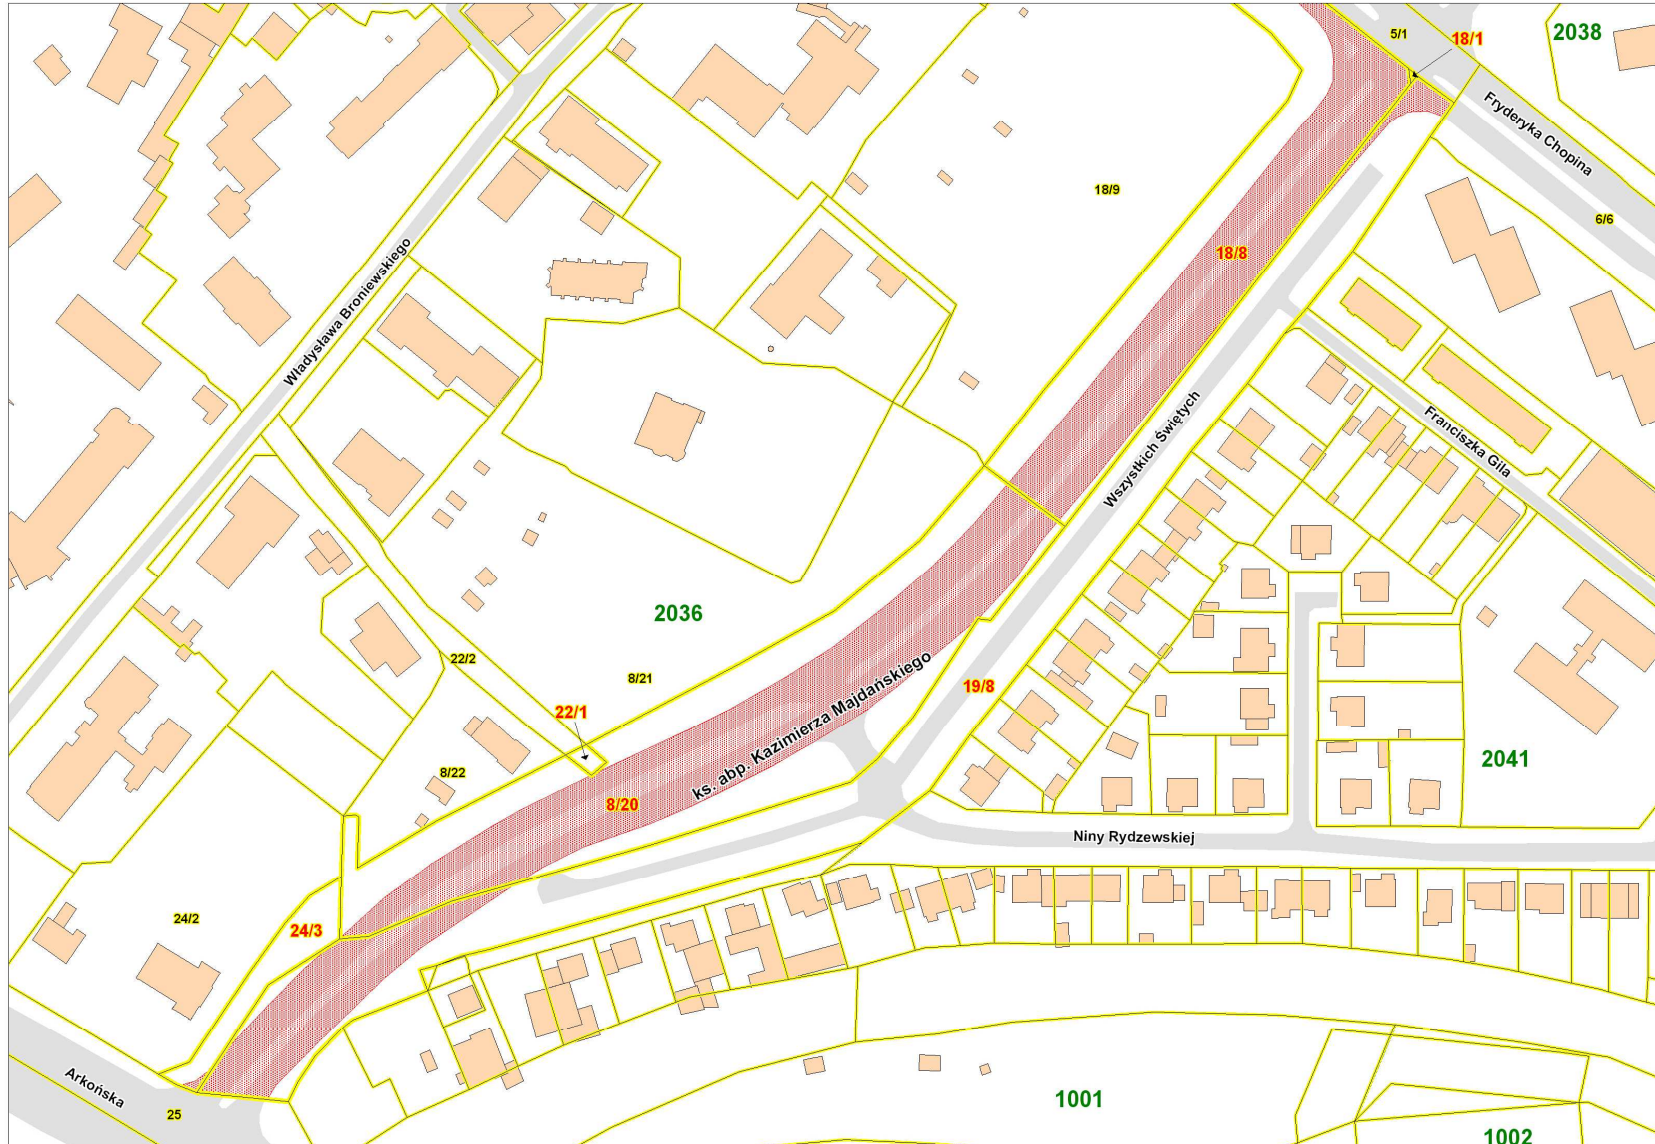 5/1
18/1
2038
Fryderyka Chopina
18/9
6/6
18/8
Władysława Broniewskiego
Wszystkich Świętych
Franciszka Gila
2036
22/2
8/21
ks. abp. Kazimierza Majdańskiego
19/8
22/1
8/22
8/20
2041
Niny Rydzewskiej
24/2
24/3
Arkońska
25
1001
1002